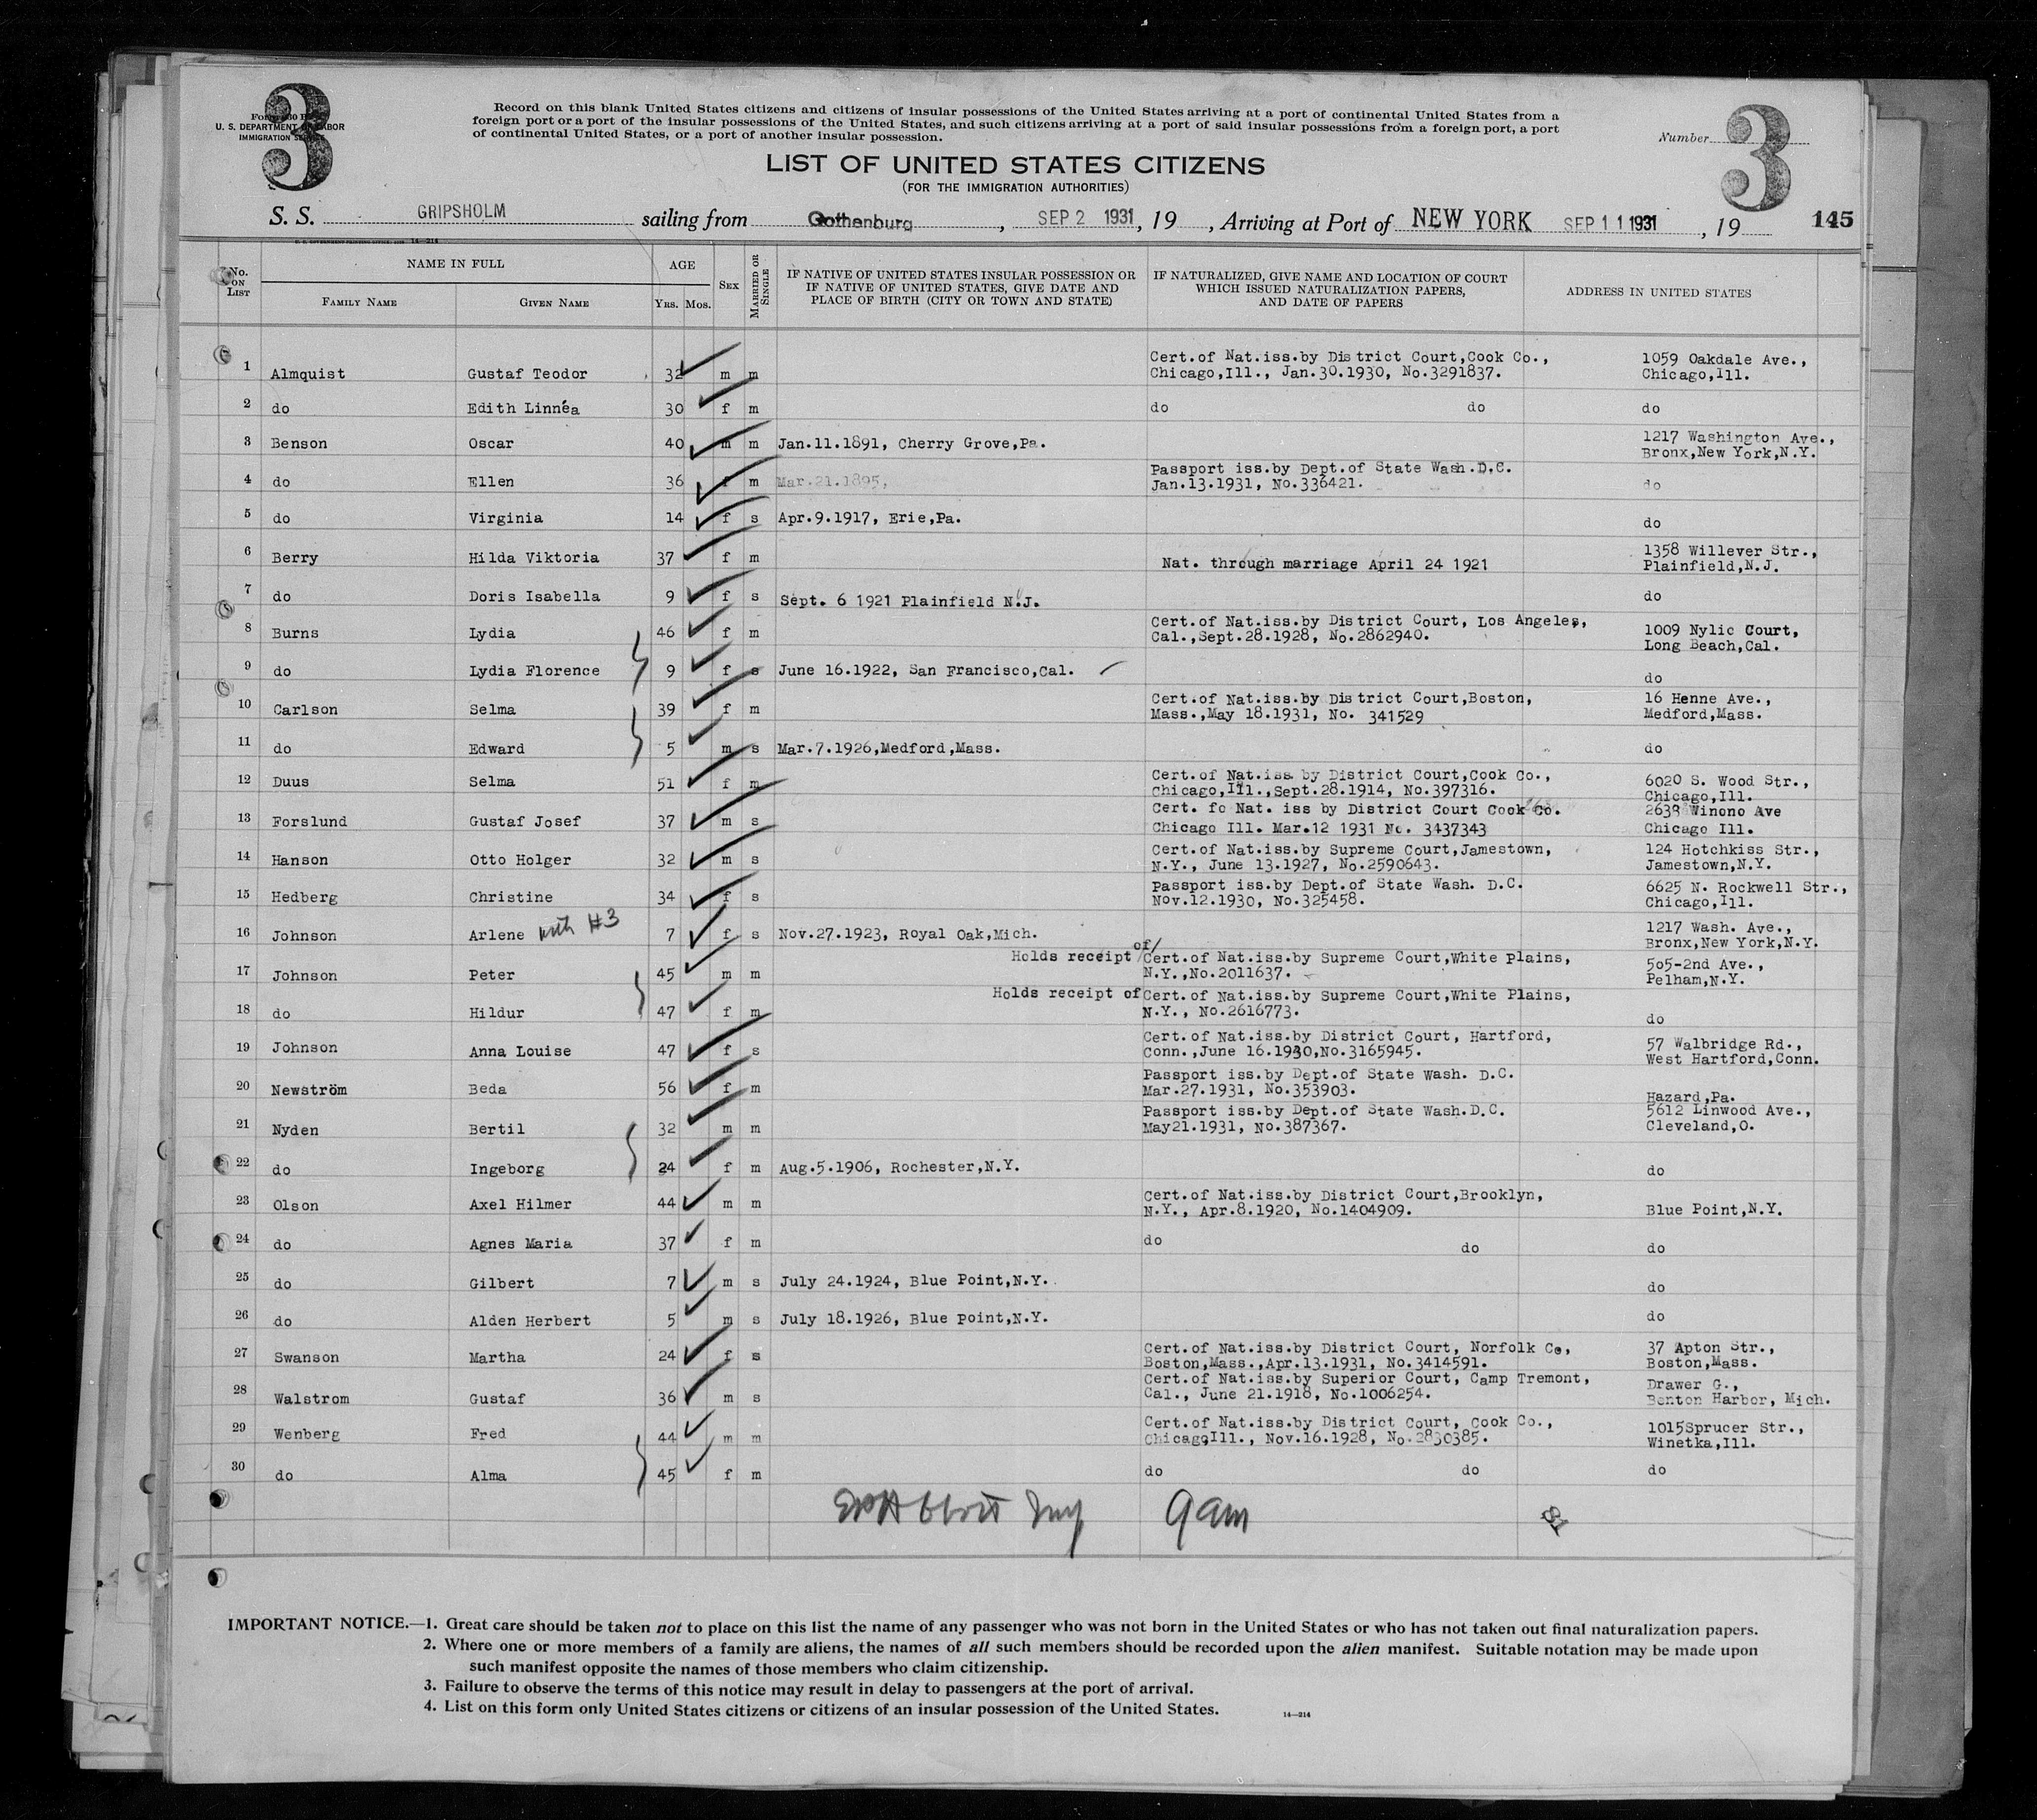 3
Form 630 B
U. S. DEPARTMENT OF LABOR
IMMIGRATION SERVICE
Record on this blank United States citizens and citizens of insular possessions of the United States arriving at a port of continental United States from a
foreign port or a port of the insular possessions of the United States, and such citizens arriving at a port of said insular possessions from a foreign port, a port
of continental United States, or a port of another insular possession.
Number 3
LIST OF UNITED STATES CITIZENS
(FOR THE IMMIGRATION AUTHORITIES)
S. S. GRIPSHOLM sailing from Gothenburg, SEP 2 1931, 19 , Arriving at Port of NEW YORK SEP 11 1931, 19 145
14—214
No. ON LIST NAME IN FULL FAMILY NAME GIVEN NAME AGE YRS. MOS. SEX MARRIED OR SINGLE IF NATIVE OF UNITED STATES INSULAR POSSESSION OR IF NATIVE OF UNITED STATES, GIVE DATE AND PLACE OF BIRTH (CITY OR TOWN AND STATE) IF NATURALIZED, GIVE NAME AND LOCATION OF COURT WHICH ISSUED NATURALIZATION PAPERS, AND DATE OF PAPERS ADDRESS IN UNITED STATES
1 Almquist Gustaf Teodor 32 m m Cert.of Nat.iss.by District Court,Cook Co., Chicago,Ill., Jan.30.1930, No.3291837. 1059 Oakdale Ave., Chicago,Ill.
2 do Edith Linnéa 30 f m do do do
3 Benson Oscar 40 m m Jan.11.1891, Cherry Grove,Pa. 1217 Washington Ave., Bronx,New York,N.Y.
4 do Ellen 36 f m Mar.21.1895, Passport iss.by Dept.of State Wash.D.C. Jan.13.1931, No.336421. do
5 do Virginia 14 f s Apr.9.1917, Erie,Pa. do
6 Berry Hilda Viktoria 37 f m Nat. through marriage April 24 1921 1358 Willever Str., Plainfield,N.J.
7 do Doris Isabella 9 f s Sept. 6 1921 Plainfield N.J. do
8 Burns Lydia 46 f m Cert.of Nat.iss.by District Court, Los Angeles, Cal.,Sept.28.1928, No.2862940. 1009 Nylic Court, Long Beach,Cal.
9 do Lydia Florence 9 f s June 16.1922, San Francisco,Cal. do
10 Carlson Selma 39 f m Cert.of Nat.iss.by District Court,Boston, Mass.,May 18.1931, No. 341529 16 Henne Ave., Medford,Mass.
11 do Edward 5 m s Mar.7.1926,Medford,Mass. do
12 Duus Selma 51 f m Cert.of Nat.iss by District Court,Cook Co., Chicago,Ill.,Sept.28.1914, No.397316. 6020 S. Wood Str., Chicago,Ill.
13 Forslund Gustaf Josef 37 m s Cert. fo Nat. iss by District Court Cook Co. Chicago Ill. Mar.12 1931 No. 3437343 2638 Winono Ave Chicago Ill.
14 Hanson Otto Holger 32 m s Cert.of Nat.iss.by Supreme Court,Jamestown, N.Y., June 13.1927, No.2590643. 124 Hotchkiss Str., Jamestown,N.Y.
15 Hedberg Christine 34 f s Passport iss.by Dept.of State Wash. D.C. Nov.12.1930, No.325458. 6625 N. Rockwell Str., Chicago,Ill.
16 Johnson Arlene with #3 7 f s Nov.27.1923, Royal Oak,Mich. 1217 Wash. Ave., Bronx,New York,N.Y.
17 Johnson Peter 45 m m Holds receipt of/ Cert.of Nat.iss.by Supreme Court,White Plains, N.Y.,No.2011637. 505-2nd Ave., Pelham,N.Y.
18 do Hildur 47 f m Holds receipt of Cert.of Nat.iss.by Supreme Court,White Plains, N.Y., No.2616773. do
19 Johnson Anna Louise 47 f s Cert.of Nat.iss.by District Court, Hartford, Conn.,June 16.1930,No.3165945. 57 Walbridge Rd., West Hartford,Conn.
20 Newström Beda 56 f m Passport iss.by Dept.of State Wash. D.C. Mar.27.1931, No.353903. Hazard,Pa.
21 Nyden Bertil 32 m m Passport iss.by Dept.of State Wash.D.C. May21.1931, No.387367. 5612 Linwood Ave., Cleveland,O.
22 do Ingeborg 24 f m Aug.5.1906, Rochester,N.Y. do
23 Olson Axel Hilmer 44 m m Cert.of Nat.iss.by District Court,Brooklyn, N.Y., Apr.8.1920, No.1404909. Blue Point,N.Y.
24 do Agnes Maria 37 f m do do do
25 do Gilbert 7 m s July 24.1924, Blue Point,N.Y. do
26 do Alden Herbert 5 m s July 18.1926, Blue Point,N.Y. do
27 Swanson Martha 24 f s Cert.of Nat.iss.by District Court, Norfolk Co, Boston,Mass.,Apr.13.1931, No.3414591. 37 Apton Str., Boston,Mass.
28 Walstrom Gustaf 36 m s Cert.of Nat.iss.by Superior Court, Camp Tremont, Cal., June 21.1918, No.1006254. Drawer G., Benton Harbor, Mich.
29 Wenberg Fred 44 m m Cert.of Nat.iss.by District Court, Cook Co., Chicago,Ill., Nov.16.1928, No.2830385. 1015Sprucer Str., Winetka,Ill.
30 do Alma 45 f m do do do
9 am
IMPORTANT NOTICE.—1. Great care should be taken not to place on this list the name of any passenger who was not born in the United States or who has not taken out final naturalization papers.
2. Where one or more members of a family are aliens, the names of all such members should be recorded upon the alien manifest. Suitable notation may be made upon
such manifest opposite the names of those members who claim citizenship.
3. Failure to observe the terms of this notice may result in delay to passengers at the port of arrival.
4. List on this form only United States citizens or citizens of an insular possession of the United States. 14—214